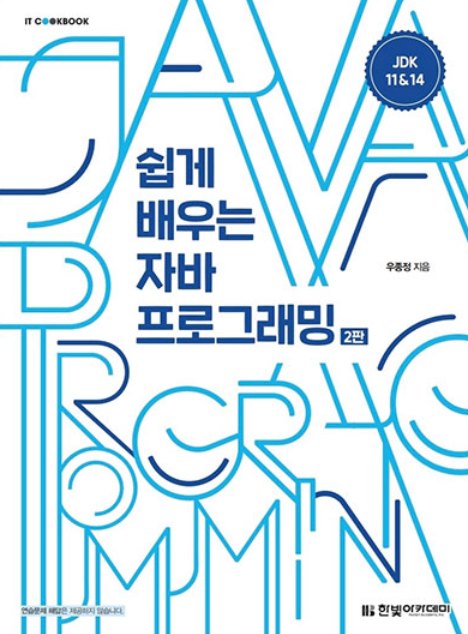 IT COOKBOOK
JDK
11&14
JAVA
PROGRAMMING
쉽게
배우는
자바
프로그래밍 2판
우종정 지음
연습문제 해답은 제공하지 않습니다.
한빛아카데미